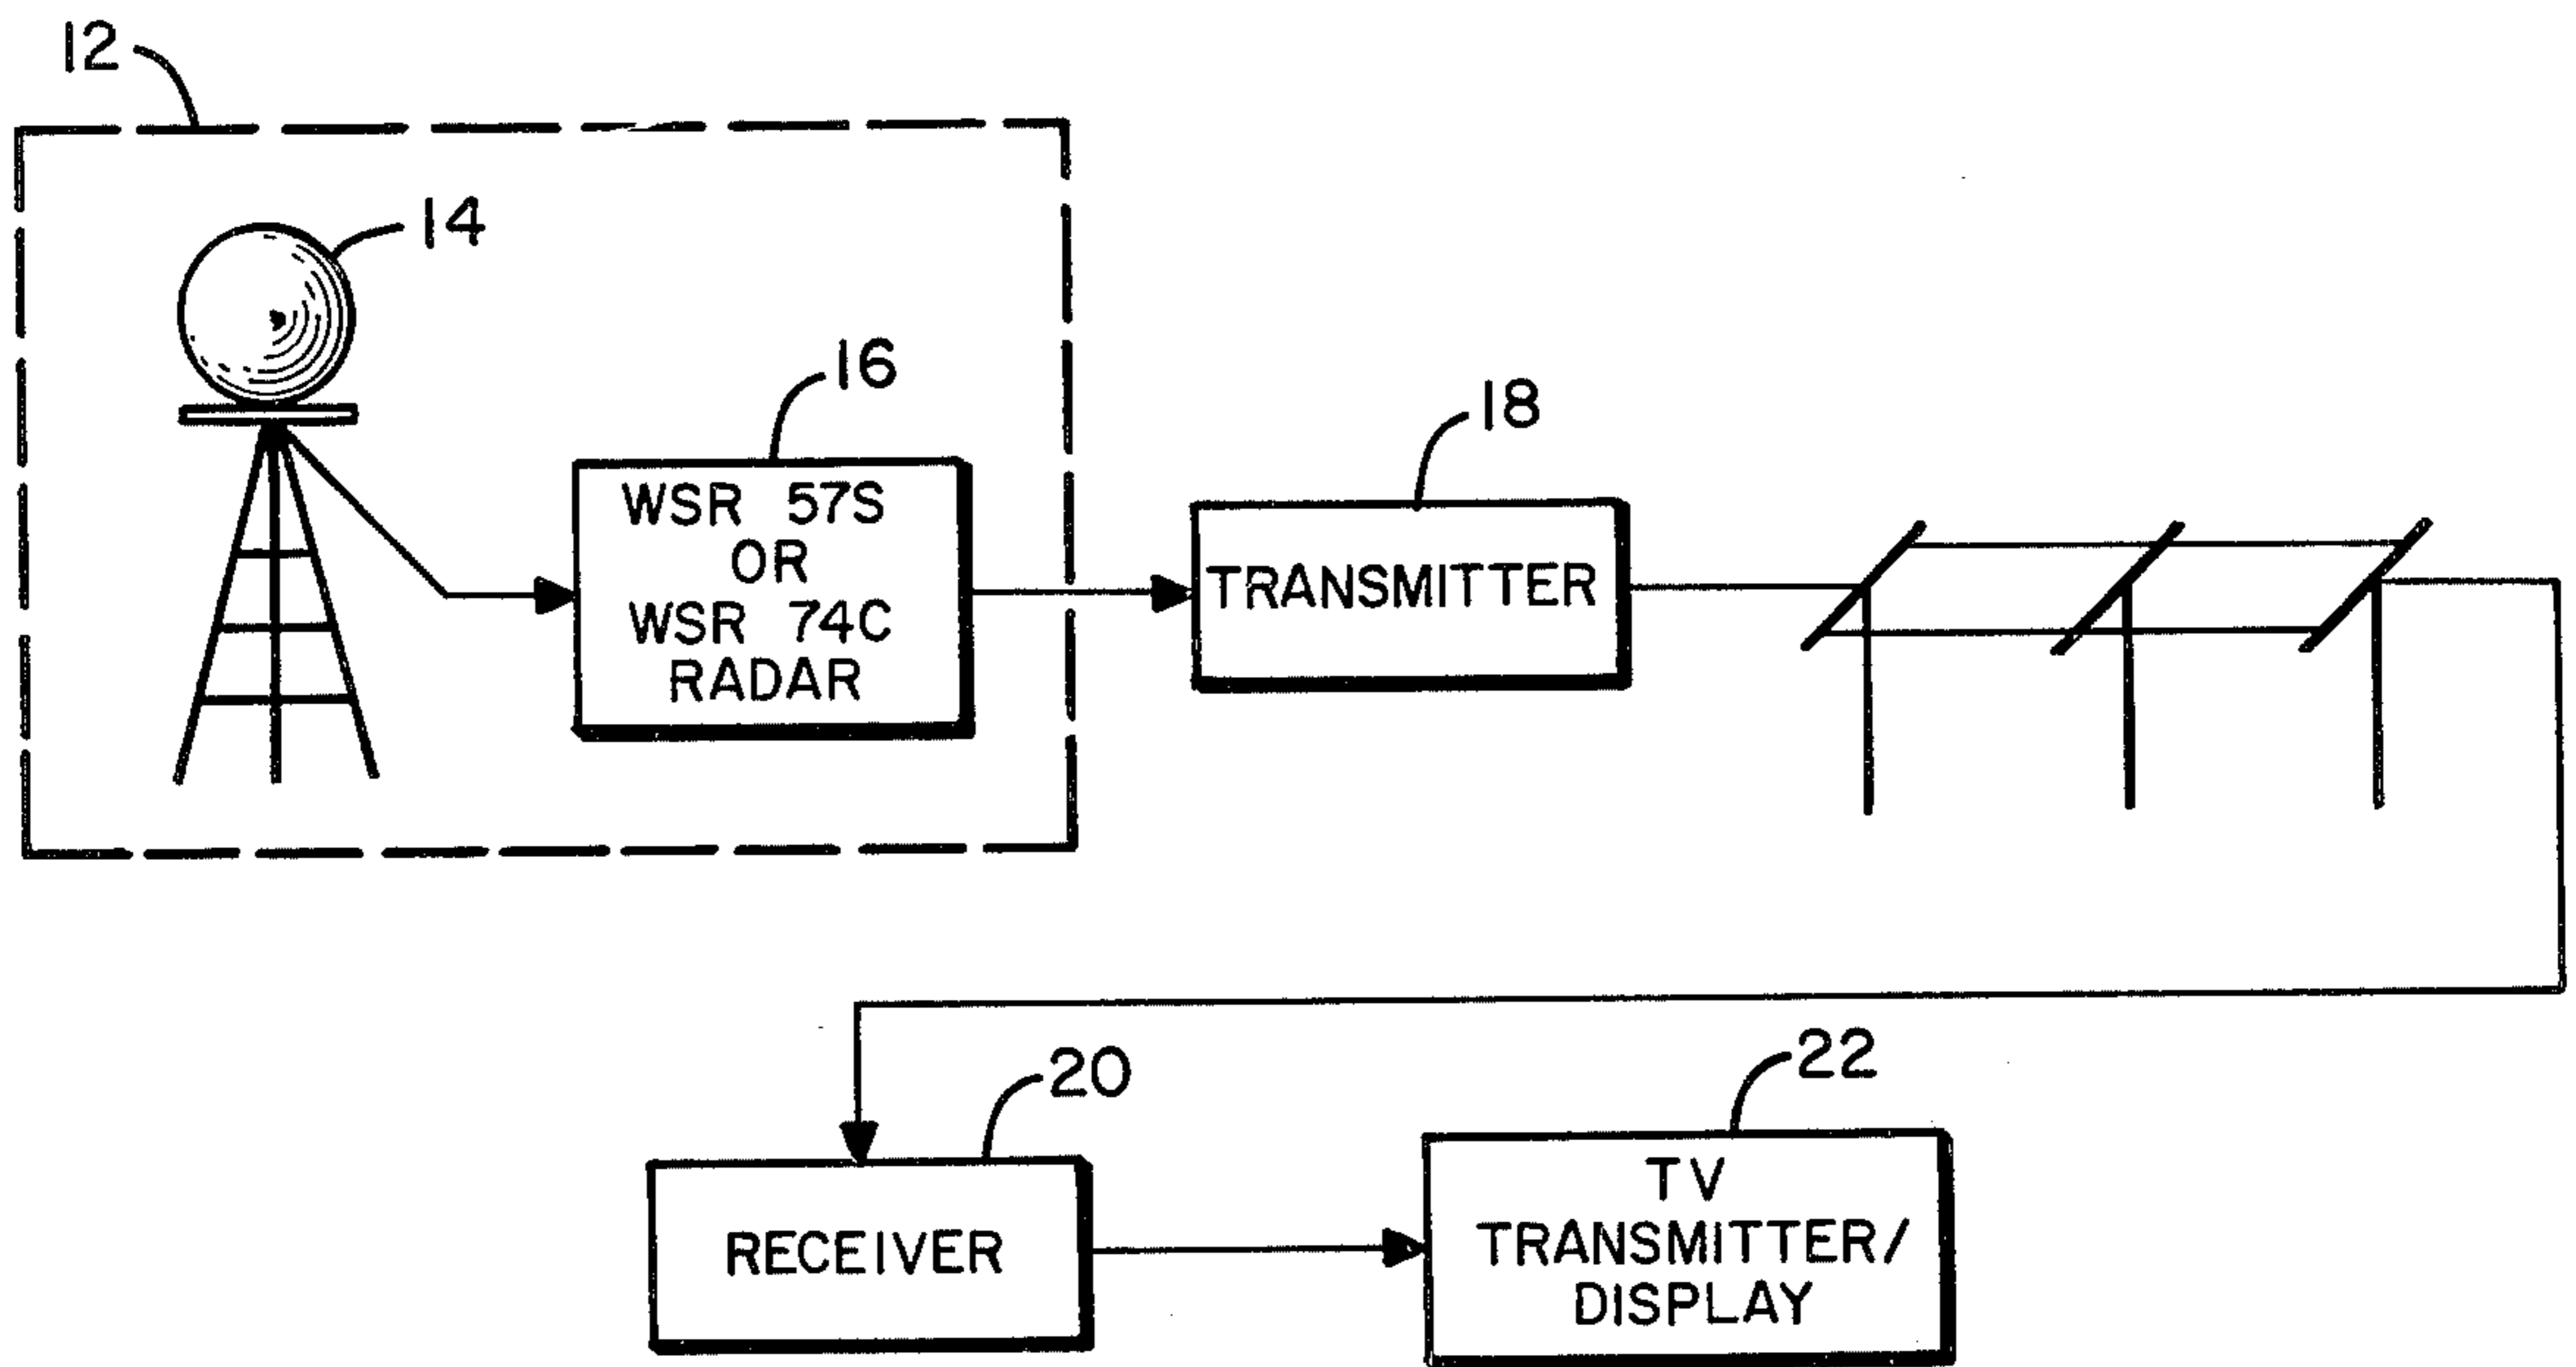 12
14
16
WSR 57S
OR
WSR 74C
RADAR
18
TRANSMITTER
20
RECEIVER
22
TV
TRANSMITTER/
DISPLAY